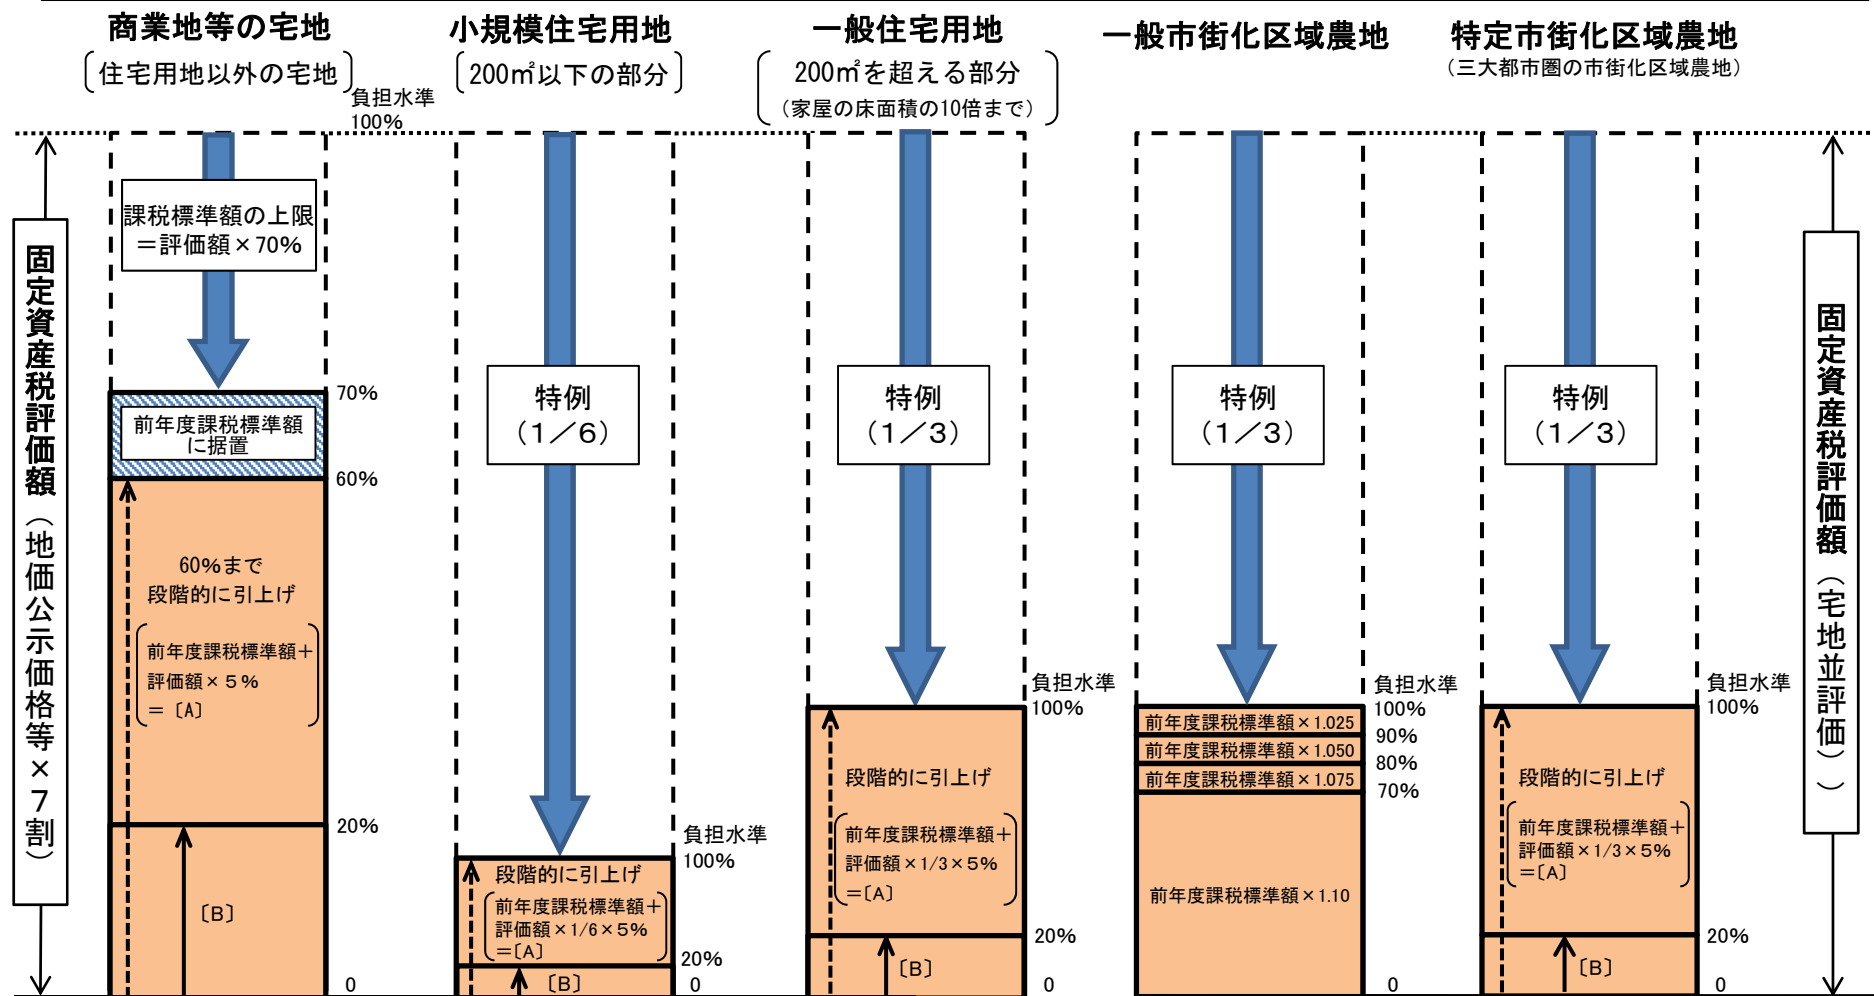 商業地等の宅地
住宅用地以外の宅地
小規模住宅用地
200㎡以下の部分
一般住宅用地
200㎡を超える部分
(家屋の床面積の10倍まで)
一般市街化区域農地
特定市街化区域農地
(三大都市圏の市街化区域農地)
固定資産税評価額(地価公示価格等×7割)
負担水準
100%
課税標準額の上限
=評価額×70%
70%
前年度課税標準額
に据置
60%
60%まで
段階的に引上げ
前年度課税標準額+
評価額×5%
=〔A〕
20%
〔B〕
0
特例
(1/6)
負担水準
100%
段階的に引上げ
前年度課税標準額+
評価額×1/6×5%
=〔A〕
20%
〔B〕
0
特例
(1/3)
負担水準
100%
段階的に引上げ
前年度課税標準額+
評価額×1/3×5%
=〔A〕
20%
〔B〕
0
特例
(1/3)
負担水準
100%
前年度課税標準額×1.025
90%
前年度課税標準額×1.050
80%
前年度課税標準額×1.075
70%
前年度課税標準額×1.10
0
特例
(1/3)
負担水準
100%
段階的に引上げ
前年度課税標準額+
評価額×1/3×5%
=〔A〕
20%
〔B〕
0
固定資産税評価額(宅地並評価))